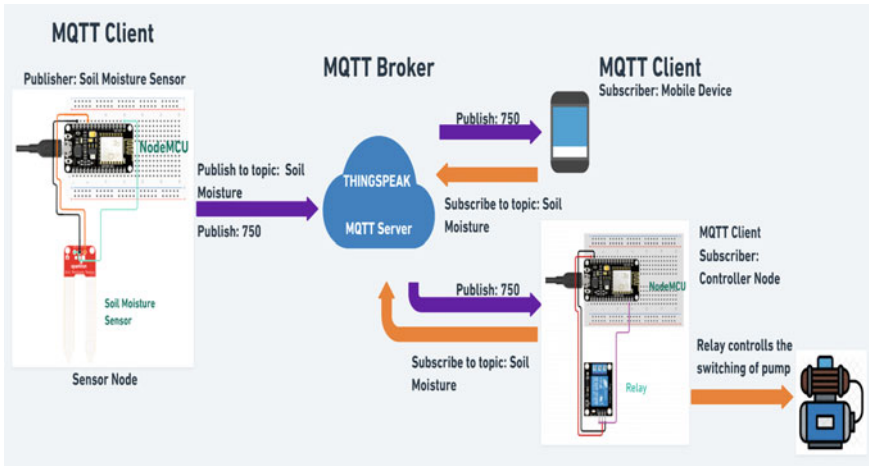 MQTT Client
Publisher: Soil Moisture Sensor
NodeMCU
Soil Moisture
Sensor
Sensor Node
Publish to topic: Soil
Moisture
Publish: 750
MQTT Broker
THINGSPEAK
MQTT Server
MQTT Client
Subscriber: Mobile Device
Publish: 750
Subscribe to topic: Soil
Moisture
Publish: 750
Subscribe to topic: Soil
Moisture
MQTT Client
Subscriber:
Controller Node
NodeMCU
Relay
Relay controlls the
switching of pump